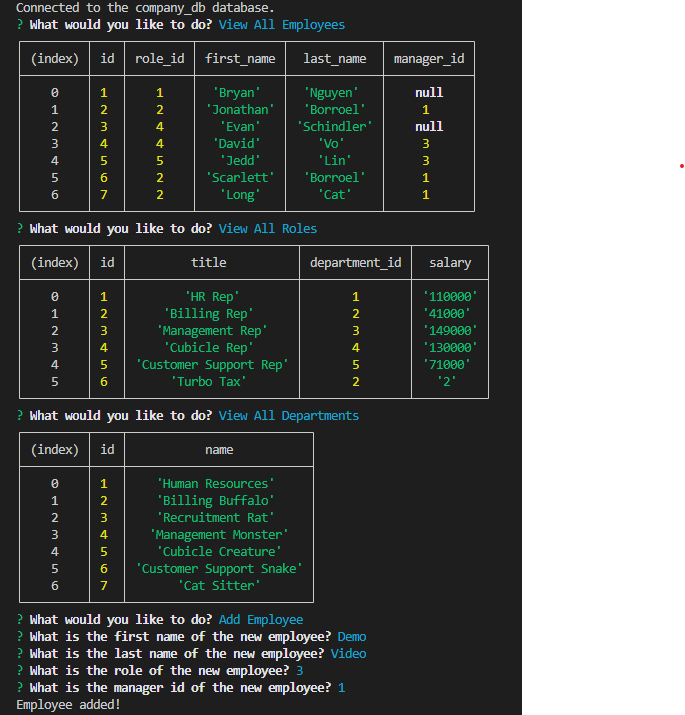 Connected to the company_db database.
? What would you like to do? View All Employees
(index) id role_id first_name last_name manager_id
0 1 1 'Bryan' 'Nguyen' null
1 2 2 'Jonathan' 'Borroel' 1
2 3 4 'Evan' 'Schindler' null
3 4 4 'David' 'Vo' 3
4 5 5 'Jedd' 'Lin' 3
5 6 2 'Scarlett' 'Borroel' 1
6 7 2 'Long' 'Cat' 1
? What would you like to do? View All Roles
(index) id title department_id salary
0 1 'HR Rep' 1 '110000'
1 2 'Billing Rep' 2 '41000'
2 3 'Management Rep' 3 '149000'
3 4 'Cubicle Rep' 4 '130000'
4 5 'Customer Support Rep' 5 '71000'
5 6 'Turbo Tax' 2 '2'
? What would you like to do? View All Departments
(index) id name
0 1 'Human Resources'
1 2 'Billing Buffalo'
2 3 'Recruitment Rat'
3 4 'Management Monster'
4 5 'Cubicle Creature'
5 6 'Customer Support Snake'
6 7 'Cat Sitter'
? What would you like to do? Add Employee
? What is the first name of the new employee? Demo
? What is the last name of the new employee? Video
? What is the role of the new employee? 3
? What is the manager id of the new employee? 1
Employee added!